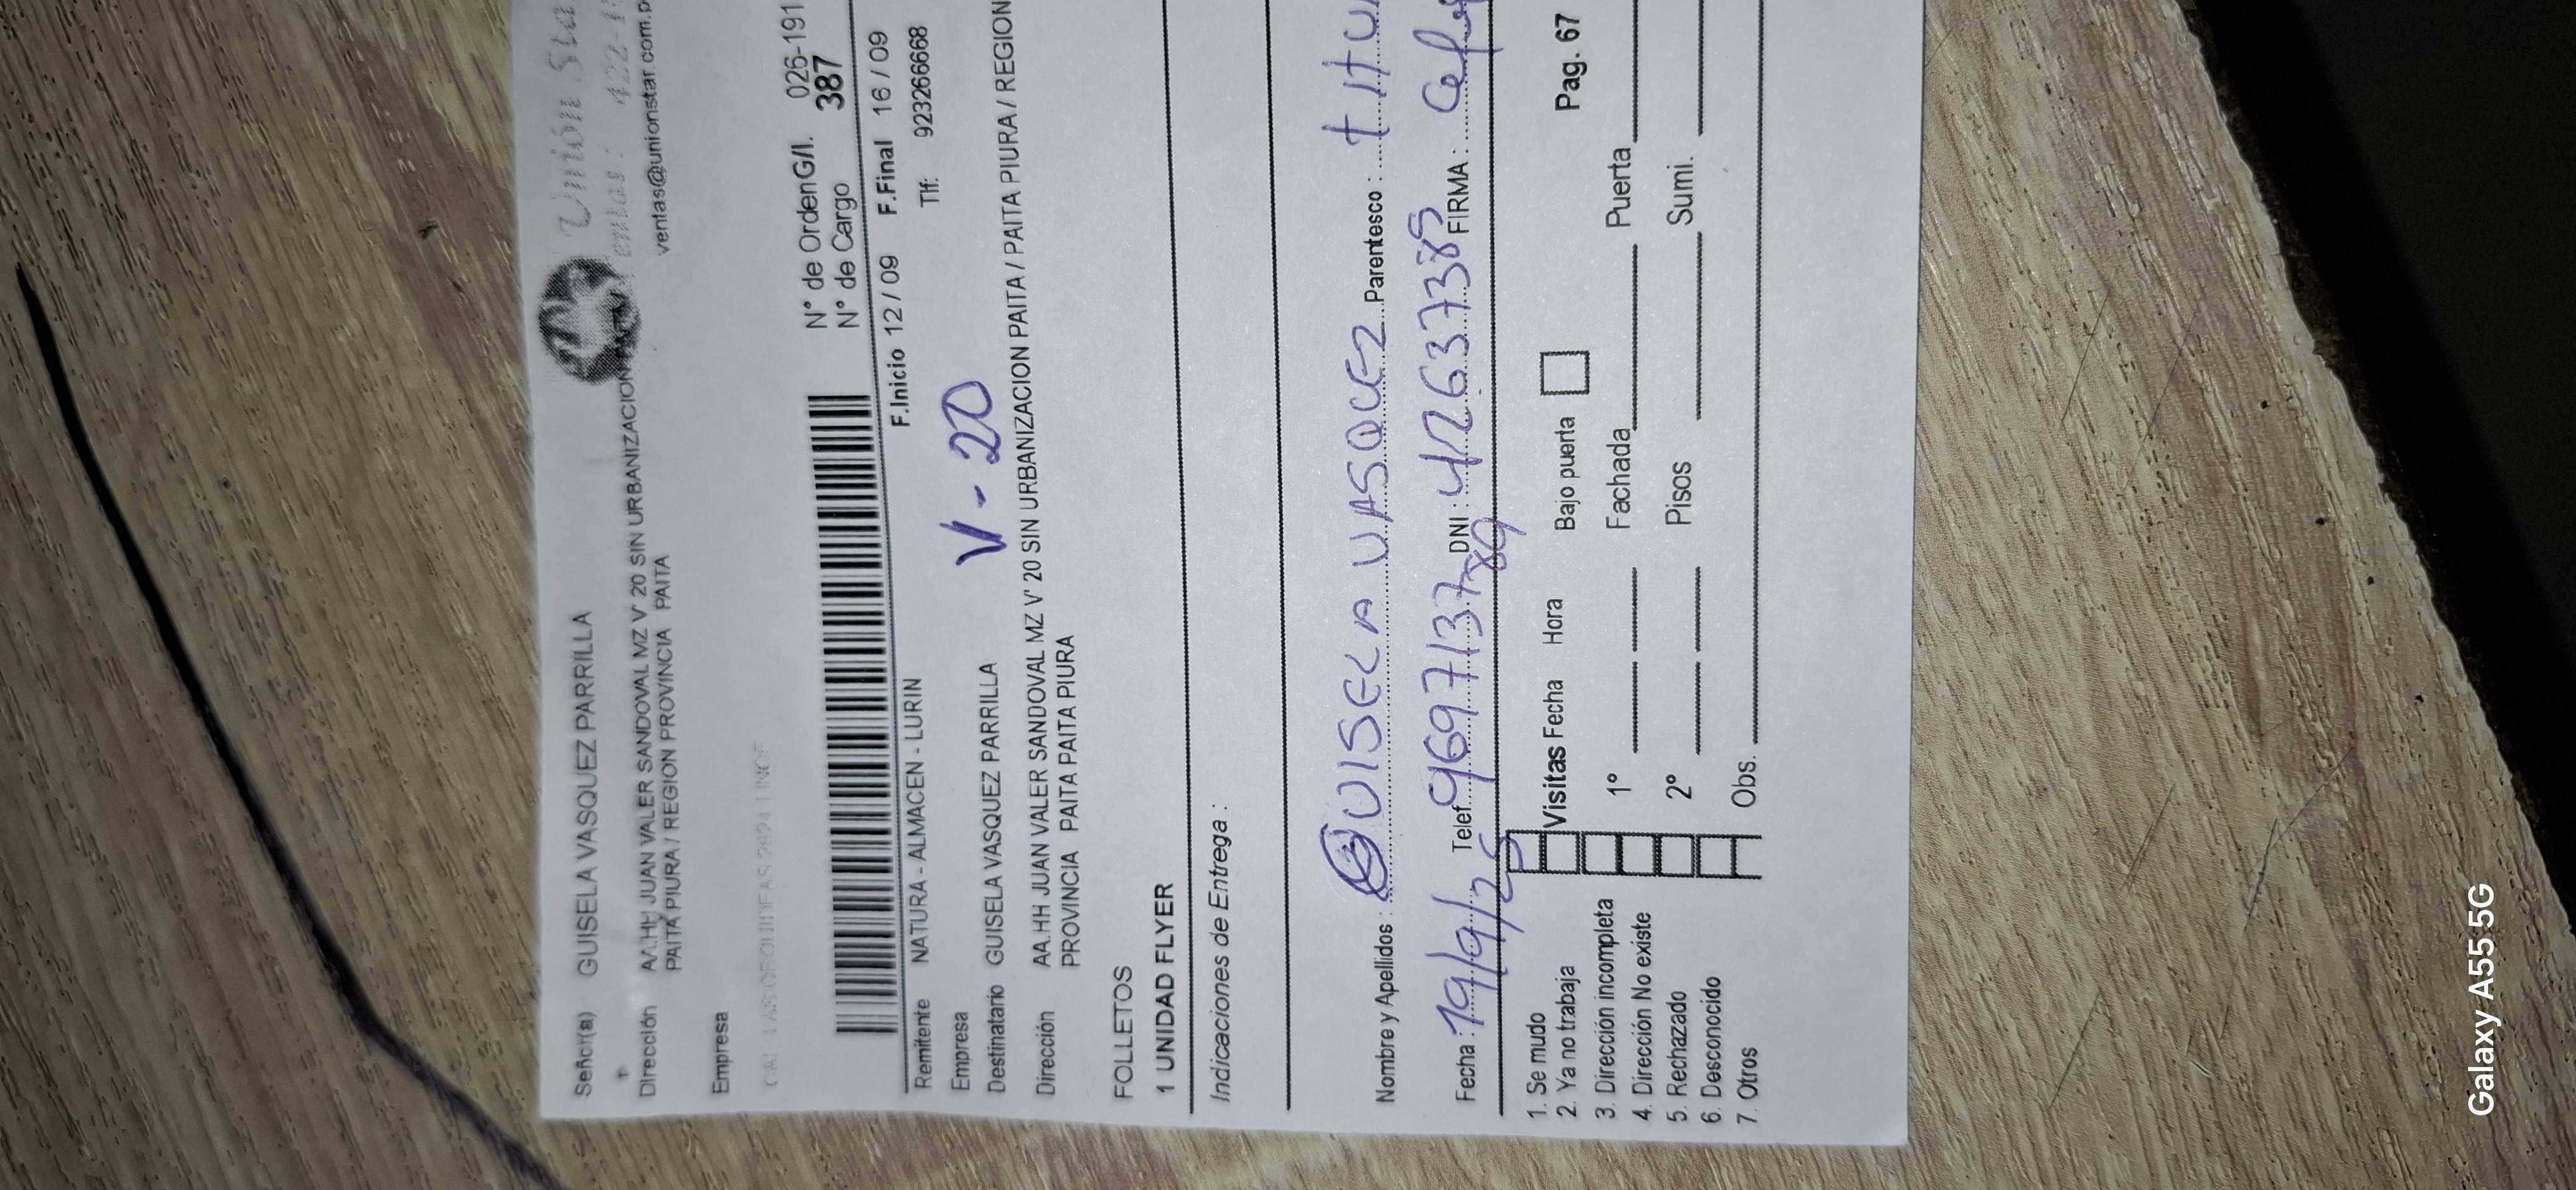 Unión Sta
ventas@unionstar.com.p
Señor(a) GUISELA VASQUEZ PARRILLA
Dirección AA.HH JUAN VALER SANDOVAL MZ V' 20 SIN URBANIZACION
PAITA PIURA / REGION PROVINCIA PAITA
Empresa
N° de OrdenG/I. 026-191
N° de Cargo 387
F.Inicio 12 / 09 F.Final 16 / 09
Remitente NATURA - ALMACEN - LURIN Tlf: 923266668
Empresa
V - 20
Destinatario GUISELA VASQUEZ PARRILLA
Dirección AA.HH JUAN VALER SANDOVAL MZ V' 20 SIN URBANIZACION PAITA / PAITA PIURA / REGION
PROVINCIA PAITA PAITA PIURA
FOLLETOS
1 UNIDAD FLYER
Indicaciones de Entrega :
Nombre y Apellidos : GUISELA VASQUEZ Parentesco : titu
Fecha : 19/9/25 Telef. 969713789 DNI : 42637389 FIRMA :
1. Se mudo
2. Ya no trabaja
3. Dirección incompleta
4. Dirección No existe
5. Rechazado
6. Desconocido
7. Otros
Visitas Fecha Hora Bajo puerta Pag. 67
1° Fachada Puerta
2° Pisos Sumi.
Obs.
Galaxy A55 5G